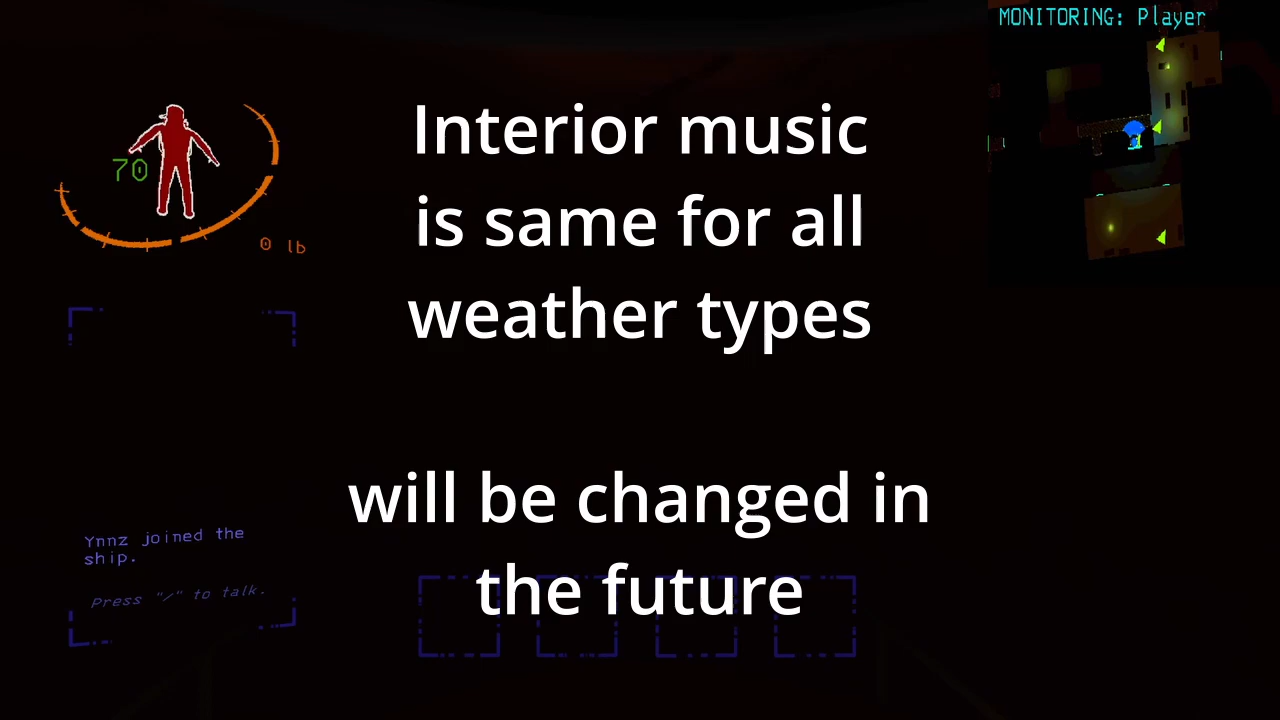 MONITORING: Player
Interior music
is same for all
weather types
70
0 lb
will be changed in
the future
Ynnz joined the
ship.
Press "/" to talk.